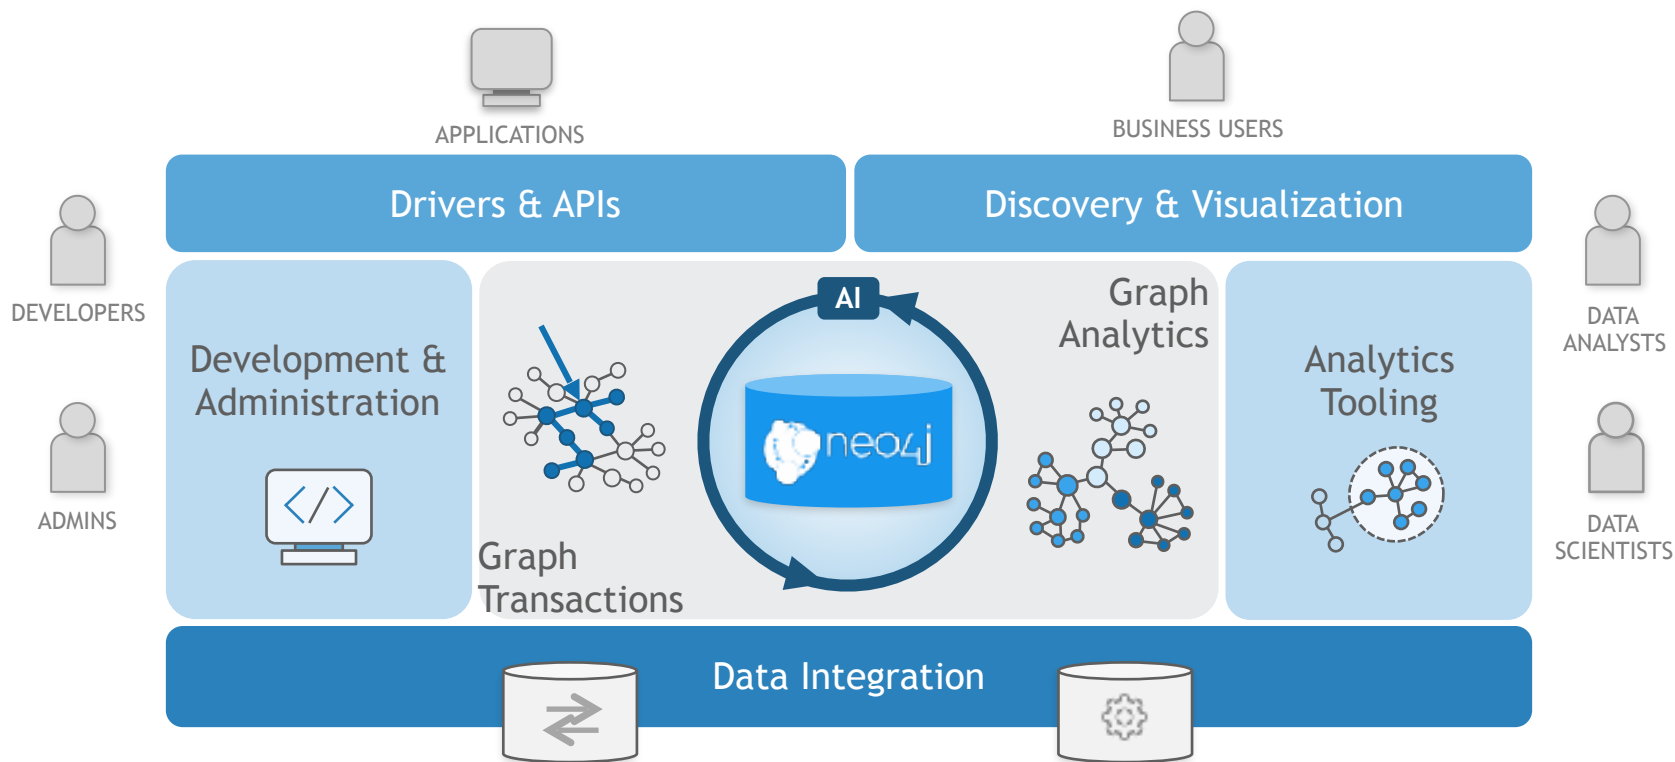 APPLICATIONS
BUSINESS USERS
Drivers & APIs
Discovery & Visualization
DEVELOPERS
ADMINS
Development &
Administration
AI
Graph
Analytics
neo4j
Graph
Transactions
Analytics
Tooling
DATA
ANALYSTS
DATA
SCIENTISTS
Data Integration